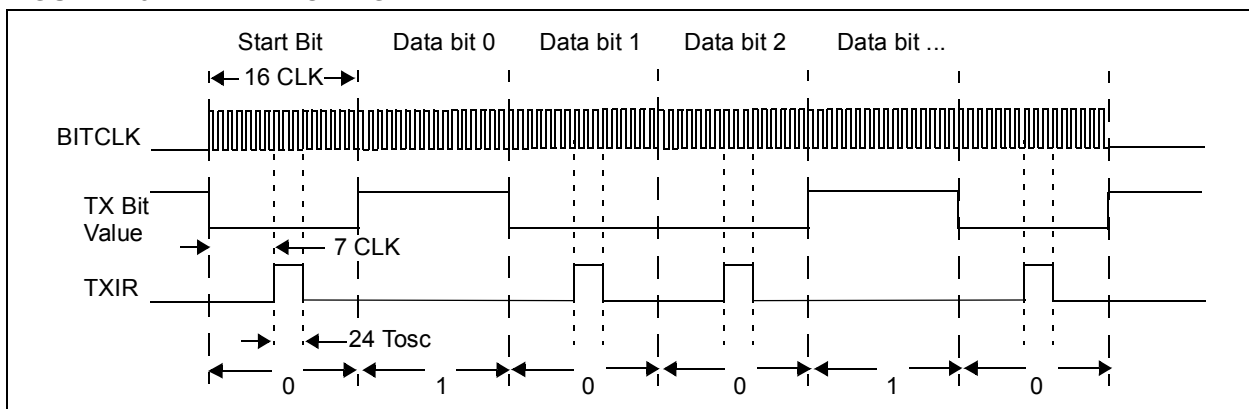 Start Bit Data bit 0 Data bit 1 Data bit 2 Data bit ...
16 CLK
BITCLK
TX Bit
Value
7 CLK
TXIR
24 Tosc
0 1 0 0 1 0